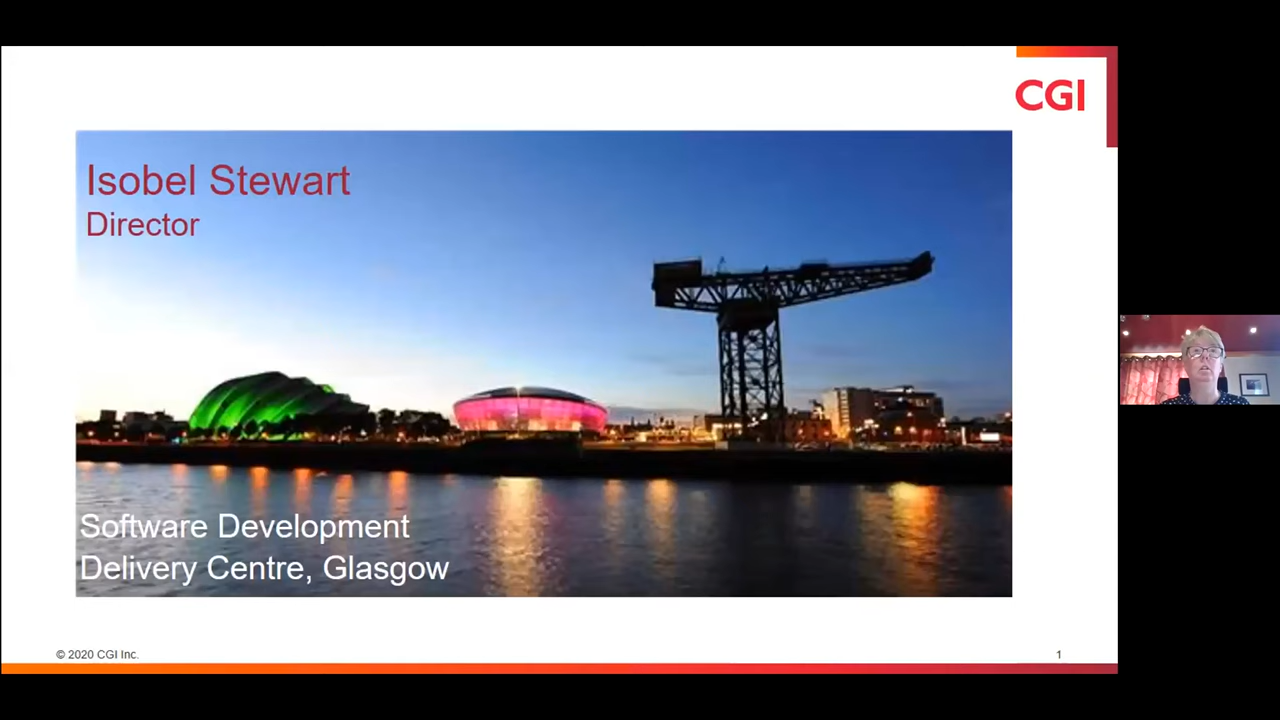 CGI
Isobel Stewart
Director
Software Development
Delivery Centre, Glasgow
© 2020 CGI Inc.
1